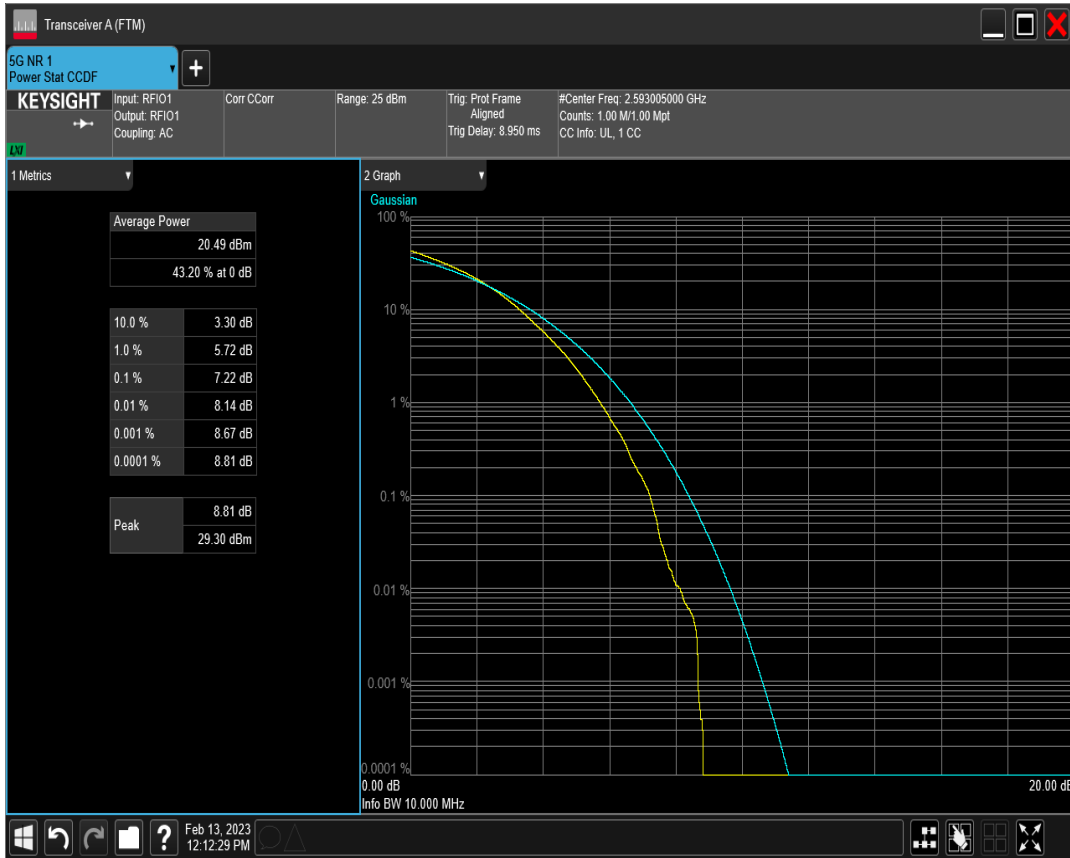 Transceiver A (FTM)
5G NR 1
Power Stat CCDF
+
KEYSIGHT
LXI
Input: RFIO1
Output: RFIO1
Coupling: AC
Corr CCorr
Range: 25 dBm
Trig: Prot Frame
Aligned
Trig Delay: 8.950 ms
#Center Freq: 2.593005000 GHz
Counts: 1.00 M/1.00 Mpt
CC Info: UL, 1 CC
1 Metrics
Average Power
20.49 dBm
43.20 % at 0 dB
10.0 % 3.30 dB
1.0 % 5.72 dB
0.1 % 7.22 dB
0.01 % 8.14 dB
0.001 % 8.67 dB
0.0001 % 8.81 dB
Peak 8.81 dB
29.30 dBm
2 Graph
Gaussian
100 %
10 %
1 %
0.1 %
0.01 %
0.001 %
0.0001 %
0.00 dB 20.00 dB
Info BW 10.000 MHz
?
Feb 13, 2023
12:12:29 PM